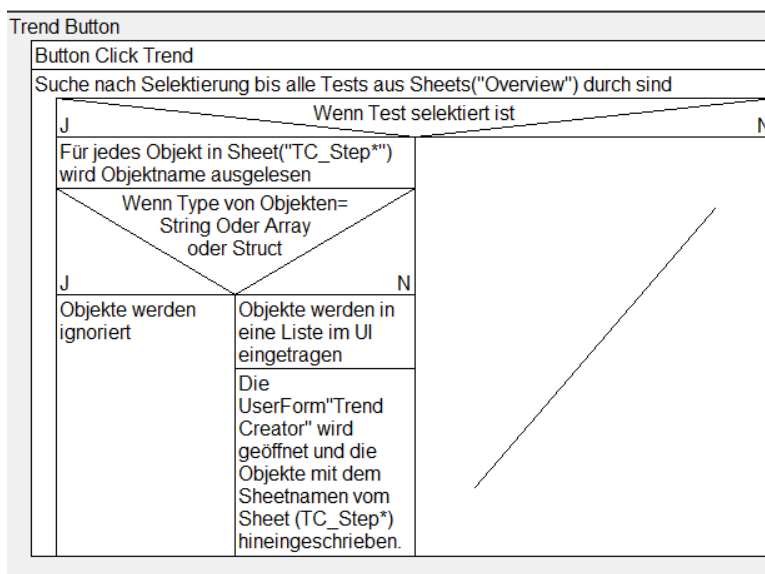 Trend Button
Button Click Trend
Suche nach Selektierung bis alle Tests aus Sheets("Overview") durch sind
Wenn Test selektiert ist
J
N
Für jedes Objekt in Sheet("TC_Step*")
wird Objektname ausgelesen
Wenn Type von Objekten=
String Oder Array
oder Struct
J
N
Objekte werden
ignoriert
Objekte werden in
eine Liste im UI
eingetragen
Die
UserForm"Trend
Creator" wird
geöffnet und die
Objekte mit dem
Sheetnamen vom
Sheet (TC_Step*)
hineingeschrieben.